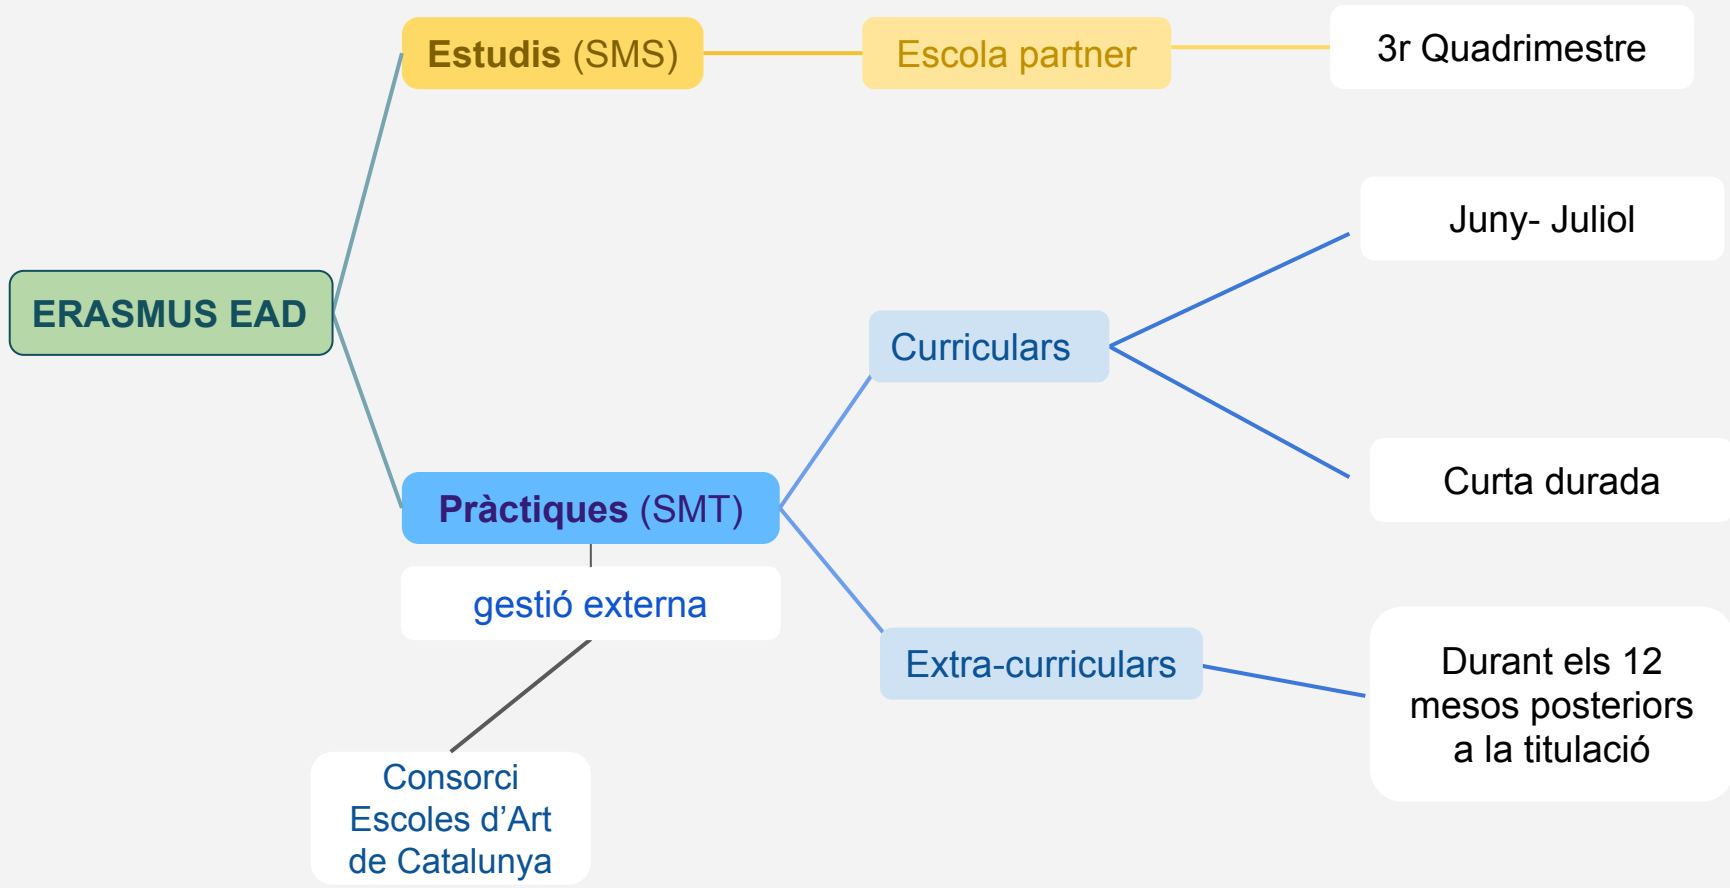 Estudis (SMS)
Escola partner
3r Quadrimestre
Juny- Juliol
ERASMUS EAD
Curriculars
Curta durada
Pràctiques (SMT)
gestió externa
Extra-curriculars
Durant els 12
mesos posteriors
a la titulació
Consorci
Escoles d’Art
de Catalunya